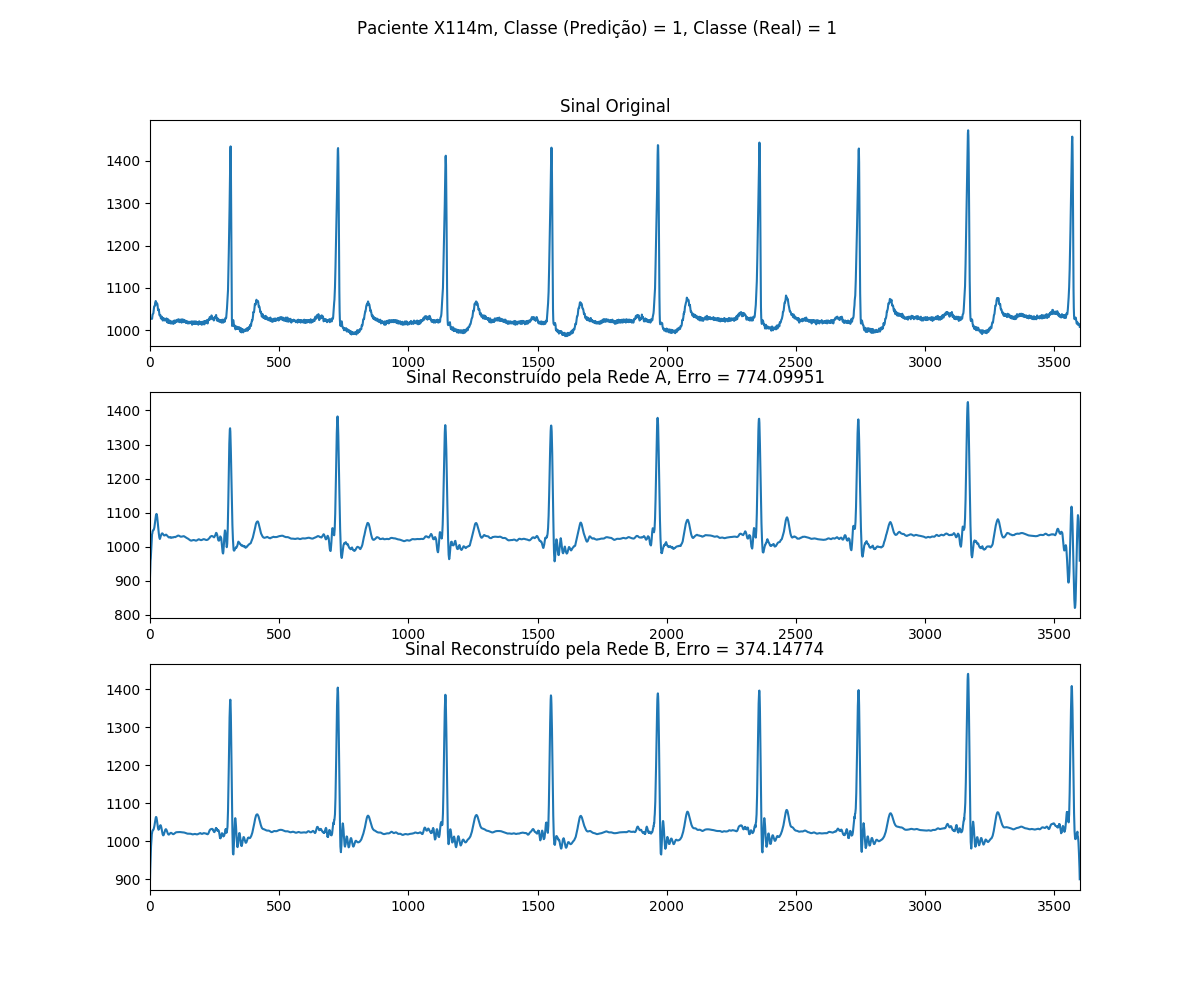 Paciente X114m, Classe (Predição) = 1, Classe (Real) = 1
Sinal Original
1400
1300
1200
1100
1000
0 500 1000 1500 2000 2500 3000 3500
Sinal Reconstruído pela Rede A, Erro = 774.09951
1400
1300
1200
1100
1000
900
800
0 500 1000 1500 2000 2500 3000 3500
Sinal Reconstruído pela Rede B, Erro = 374.14774
1400
1300
1200
1100
1000
900
0 500 1000 1500 2000 2500 3000 3500